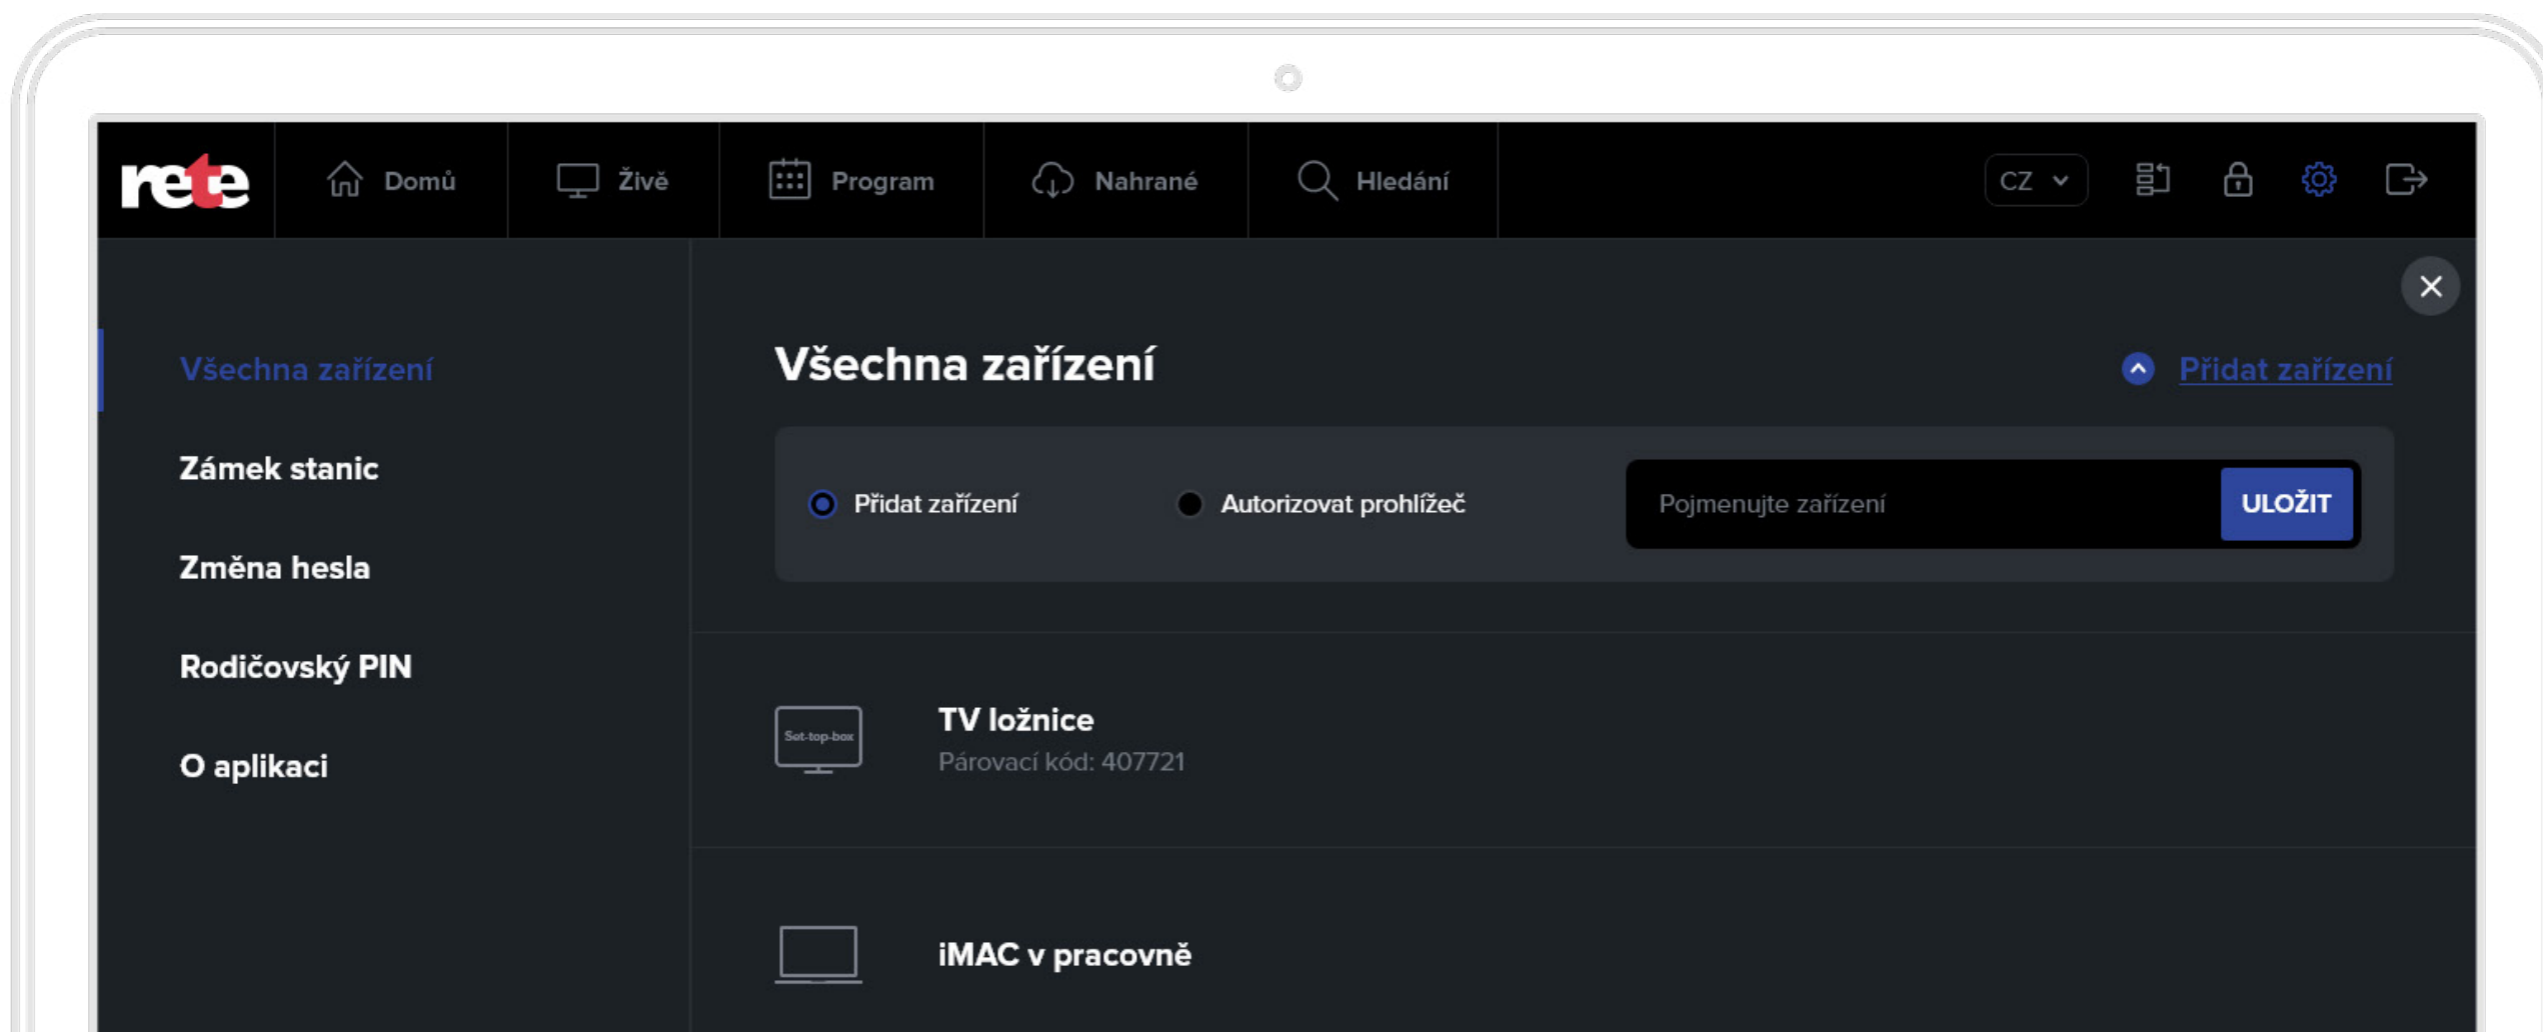 rete
Domů
Živě
Program
Nahrané
Hledání
CZ
Všechna zařízení
Zámek stanic
Změna hesla
Rodičovský PIN
O aplikaci
Všechna zařízení
Přidat zařízení
Přidat zařízení
Autorizovat prohlížeč
Pojmenujte zařízení
ULOŽIT
Set-top-box
TV ložnice
Párovací kód: 407721
iMAC v pracovně